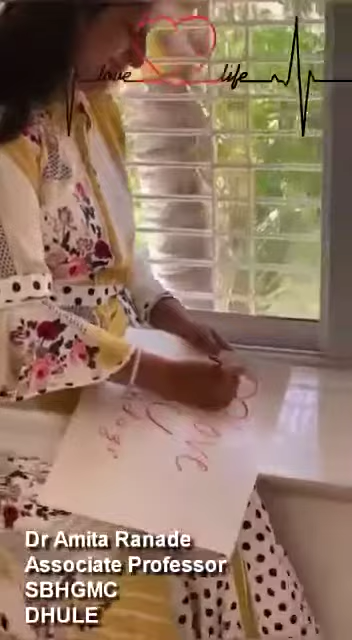 love life
Dr Amita Ranade
Associate Professor
SBHGMC
DHULE